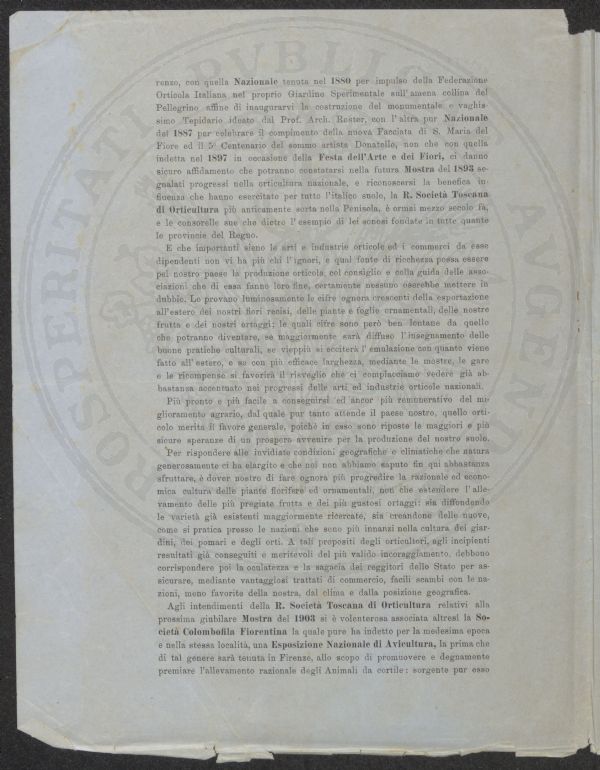 renzo, con quella Nazionale tenuta nel 1880 per impulso della Federazione
Orticola Italiana nel proprio Giardino Sperimentale sull'amena collina del
Pellegrino affine di inaugurarvi la costruzione del monumentale e vaghis-
simo Tepidario ideato dal Prof. Arch. Roster, con l'altra pur Nazionale
del 1887 per celebrare il compimento della nuova Facciata di S. Maria del
Fiore ed il 5° Centenario del sommo artista Donatello, non che con quella
indetta nel 1897 in occasione della Festa dell'Arte e dei Fiori, ci danno
sicuro affidamento che potranno constatarsi nella futura Mostra del 1893 se-
gnalati progressi nella orticultura nazionale, e riconoscersi la benefica in-
fluenza che hanno esercitato per tutto l'italico suolo, la R. Società Toscana
di Orticultura più anticamente sorta nella Penisola, è ormai mezzo secolo fà,
e le consorelle sue che dietro l'esempio di lei sonosi fondate in tutte quante
le provincie del Regno.
E che importanti sieno le arti e industrie orticole ed i commerci da esse
dipendenti non vi ha più chi l'ignori, e qual fonte di ricchezza possa essere
pel nostro paese la produzione orticola, col consiglio e colla guida delle asso-
ciazioni che di essa fanno loro fine, certamente nessuno oserebbe mettere in
dubbio. Lo provano luminosamente le cifre ognora crescenti della esportazione
all'estero dei nostri fiori recisi, delle piante e foglie ornamentali, delle nostre
frutta e dei nostri ortaggi; le quali cifre sono però ben lontane da quello
che potranno diventare, se maggiormente sarà diffuso l'insegnamento delle
buone pratiche culturali, se vieppiù si ecciterà l'emulazione con quanto viene
fatto all'estero, e se con più efficace larghezza, mediante le mostre, le gare
e le ricompense si favorirà il risveglio che ci compiacciamo vedere già ab-
bastanza accentuato nei progressi delle arti ed industrie orticole nazionali.
Più pronto e più facile a conseguirsi ed ancor più remunerativo del mi-
glioramento agrario, dal quale pur tanto attende il paese nostro, quello orti-
colo merita il favore generale, poichè in esso sono riposte le maggiori e più
sicure speranze di un prospero avvenire per la produzione del nostro suolo.
Per rispondere alle invidiate condizioni geografiche e climatiche che natura
generosamente ci ha elargito e che noi non abbiamo saputo fin quì abbastanza
sfruttare, è dover nostro di fare ognora più progredire la razionale ed econo-
mica cultura delle piante fiorifere ed ornamentali, non che estendere l'alle-
vamento delle più pregiate frutta e dei più gustosi ortaggi: sia diffondendo
le varietà già esistenti maggiormente ricercate, sia creandone delle nuove,
come si pratica presso le nazioni che sono più innanzi nella cultura dei giar-
dini, dei pomari e degli orti. A tali propositi degli orticultori, agli incipienti
resultati già conseguiti e meritevoli del più valido incoraggiamento, debbono
corrispondere poi la oculatezza e la sagacia dei reggitori dello Stato per as-
sicurare, mediante vantaggiosi trattati di commercio, facili scambi con le na-
zioni, meno favorite della nostra, dal clima e dalla posizione geografica.
Agli intendimenti della R. Società Toscana di Orticultura relativi alla
prossima giubilare Mostra del 1903 si è volenterosa associata altresì la So-
cietà Colombofila Fiorentina la quale pure ha indetto per la medesima epoca
e nella stessa località, una Esposizione Nazionale di Avicultura, la prima che
di tal genere sarà tenuta in Firenze, allo scopo di promuovere e degnamente
premiare l'allevamento razionale degli Animali da cortile: sorgente pur esso